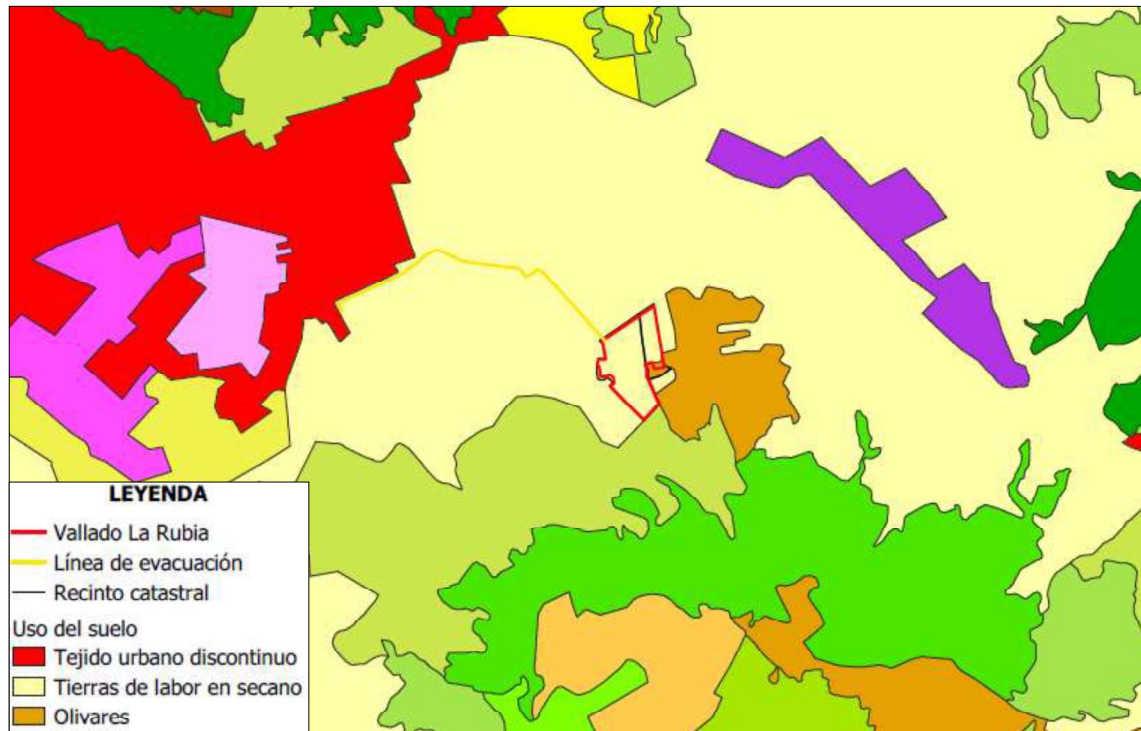 LEYENDA
Vallado La Rubia
Línea de evacuación
Recinto catastral
Uso del suelo
Tejido urbano discontinuo
Tierras de labor en secano
Olivares